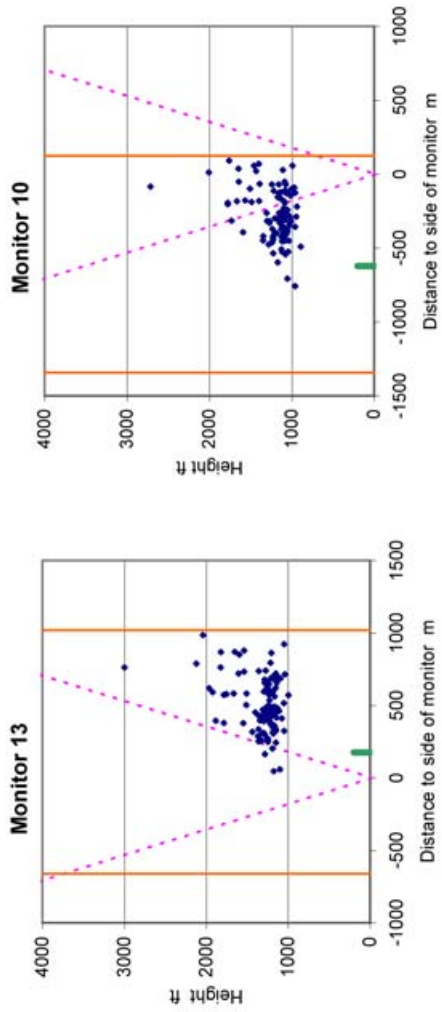 Monitor 13
4000
3000
2000
1000
0
Height ft
-1000 -500 0 500 1000 1500
Distance to side of monitor m
Monitor 10
4000
3000
2000
1000
0
Height ft
-1500 -1000 -500 0 500 1000
Distance to side of monitor m